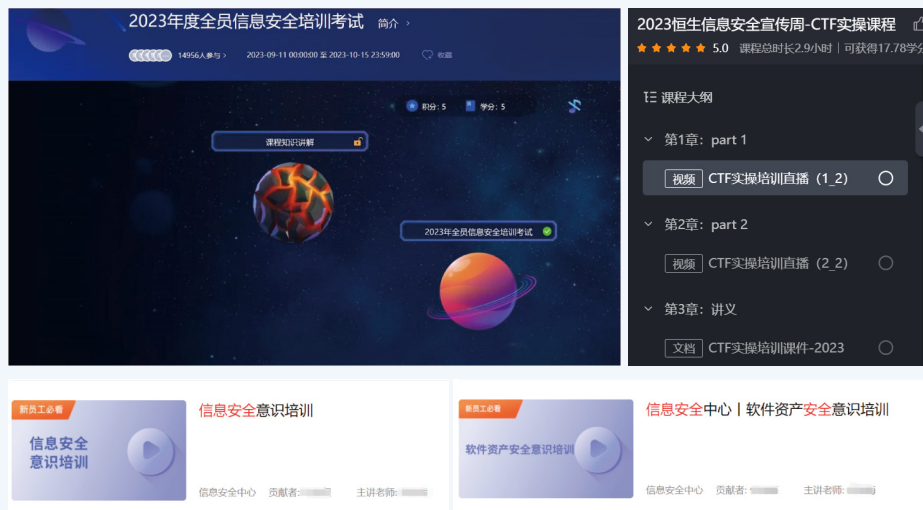 2023年度全员信息安全培训考试 简介 >
14956人参与 > 2023-09-11 00:00:00 至 2023-10-15 23:59:00 收藏
积分: 5 学分: 5
课程知识讲解
2023年全员信息安全培训考试
2023恒生信息安全宣传周-CTF实操课程
5.0 课程总时长2.9小时 | 可获得17.78学分
课程大纲
第1章: part 1
视频 CTF实操培训直播（1_2）
第2章: part 2
视频 CTF实操培训直播（2_2）
第3章: 讲义
文档 CTF实操培训课件-2023
新员工必看
信息安全
意识培训
信息安全意识培训
信息安全中心 贡献者: 主讲老师:
新员工必看
软件资产安全意识培训
信息安全中心 | 软件资产安全意识培训
信息安全中心 贡献者: 主讲老师: